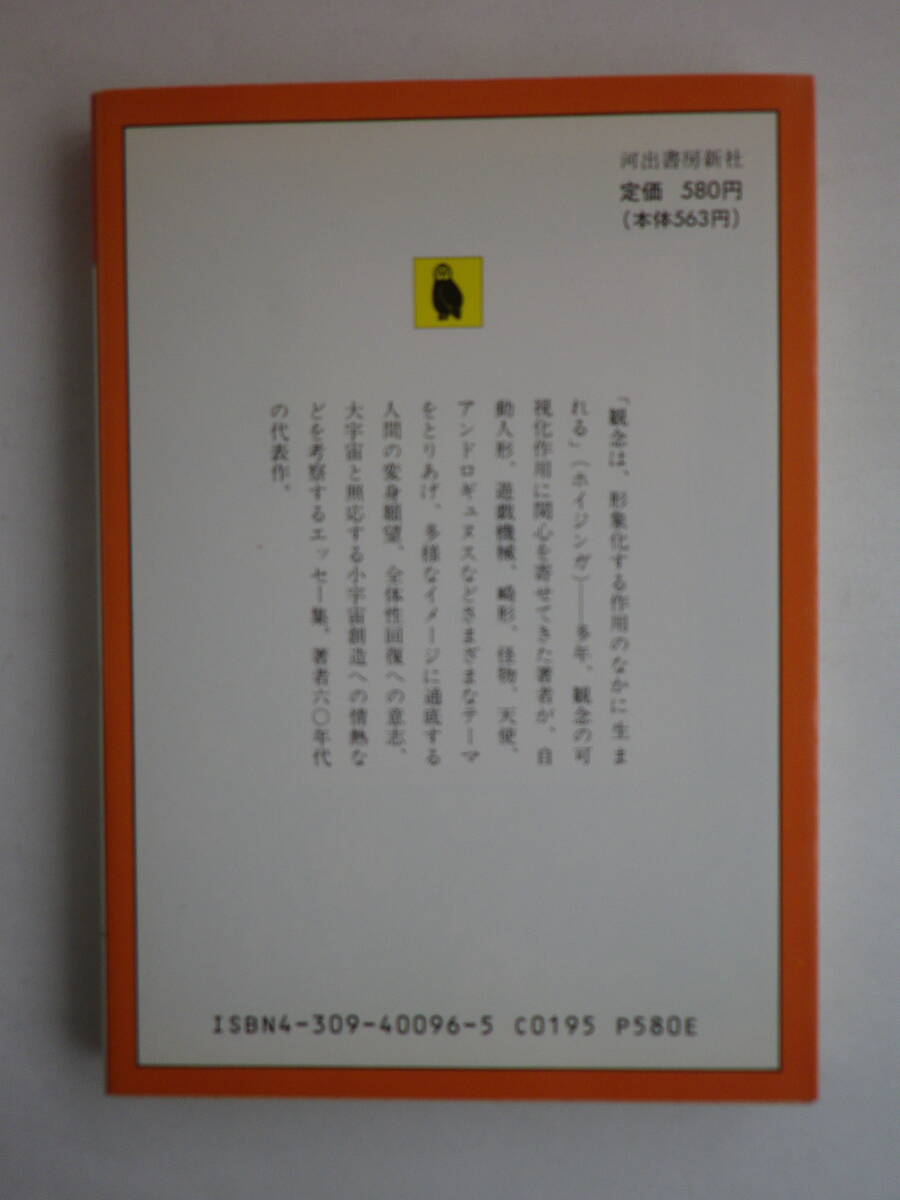 河出書房新社
定価 580円
(本体563円)
「観念は、形象化する作用のなかに生ま
れる」(ホイジンガ)――多年、観念の可
視化作用に関心を寄せてきた著者が、自
動人形、遊戯機械、畸形、怪物、天使、
アンドロギュヌスなどさまざまなテーマ
をとりあげ、多様なイメージに通底する
人間の変身願望、全体性回復への意志、
大宇宙と照応する小宇宙創造への情熱な
どを考察するエッセー集。著者六〇年代
の代表作。
ISBN4-309-40096-5 C0195 P580E